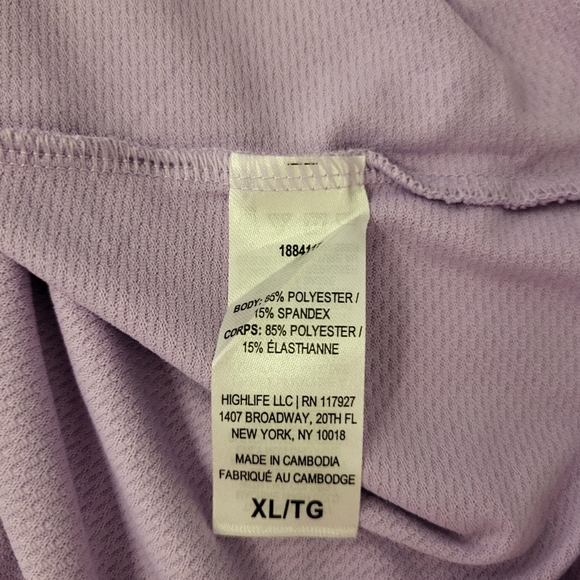 BODY: 85% POLYESTER /
15% SPANDEX
CORPS: 85% POLYESTER /
15% ÉLASTHANNE
HIGHLIFE LLC | RN 117927
1407 BROADWAY, 20TH FL
NEW YORK, NY 10018
MADE IN CAMBODIA
FABRIQUÉ AU CAMBODGE
XL/TG